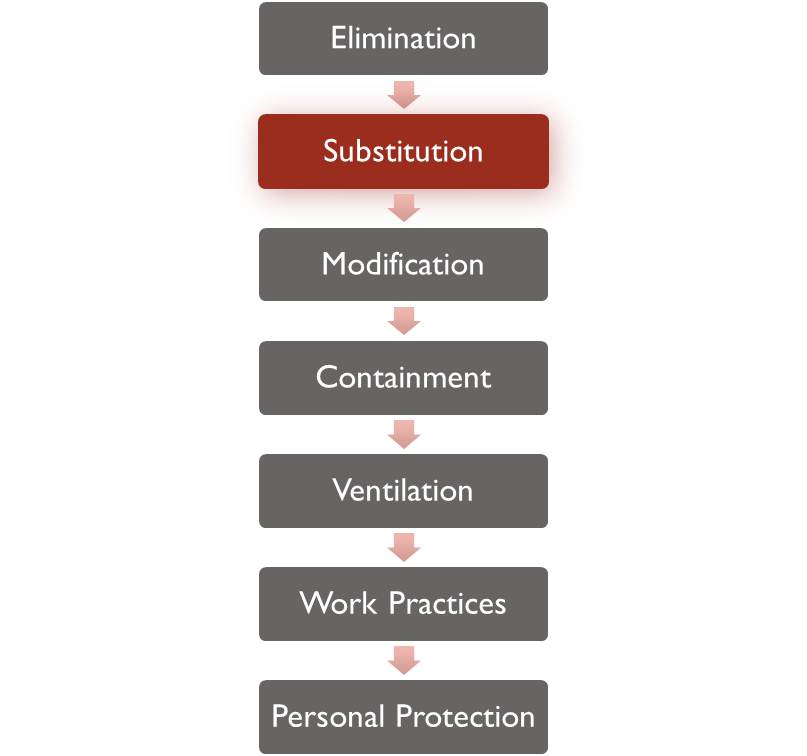 Elimination
Substitution
Modification
Containment
Ventilation
Work Practices
Personal Protection